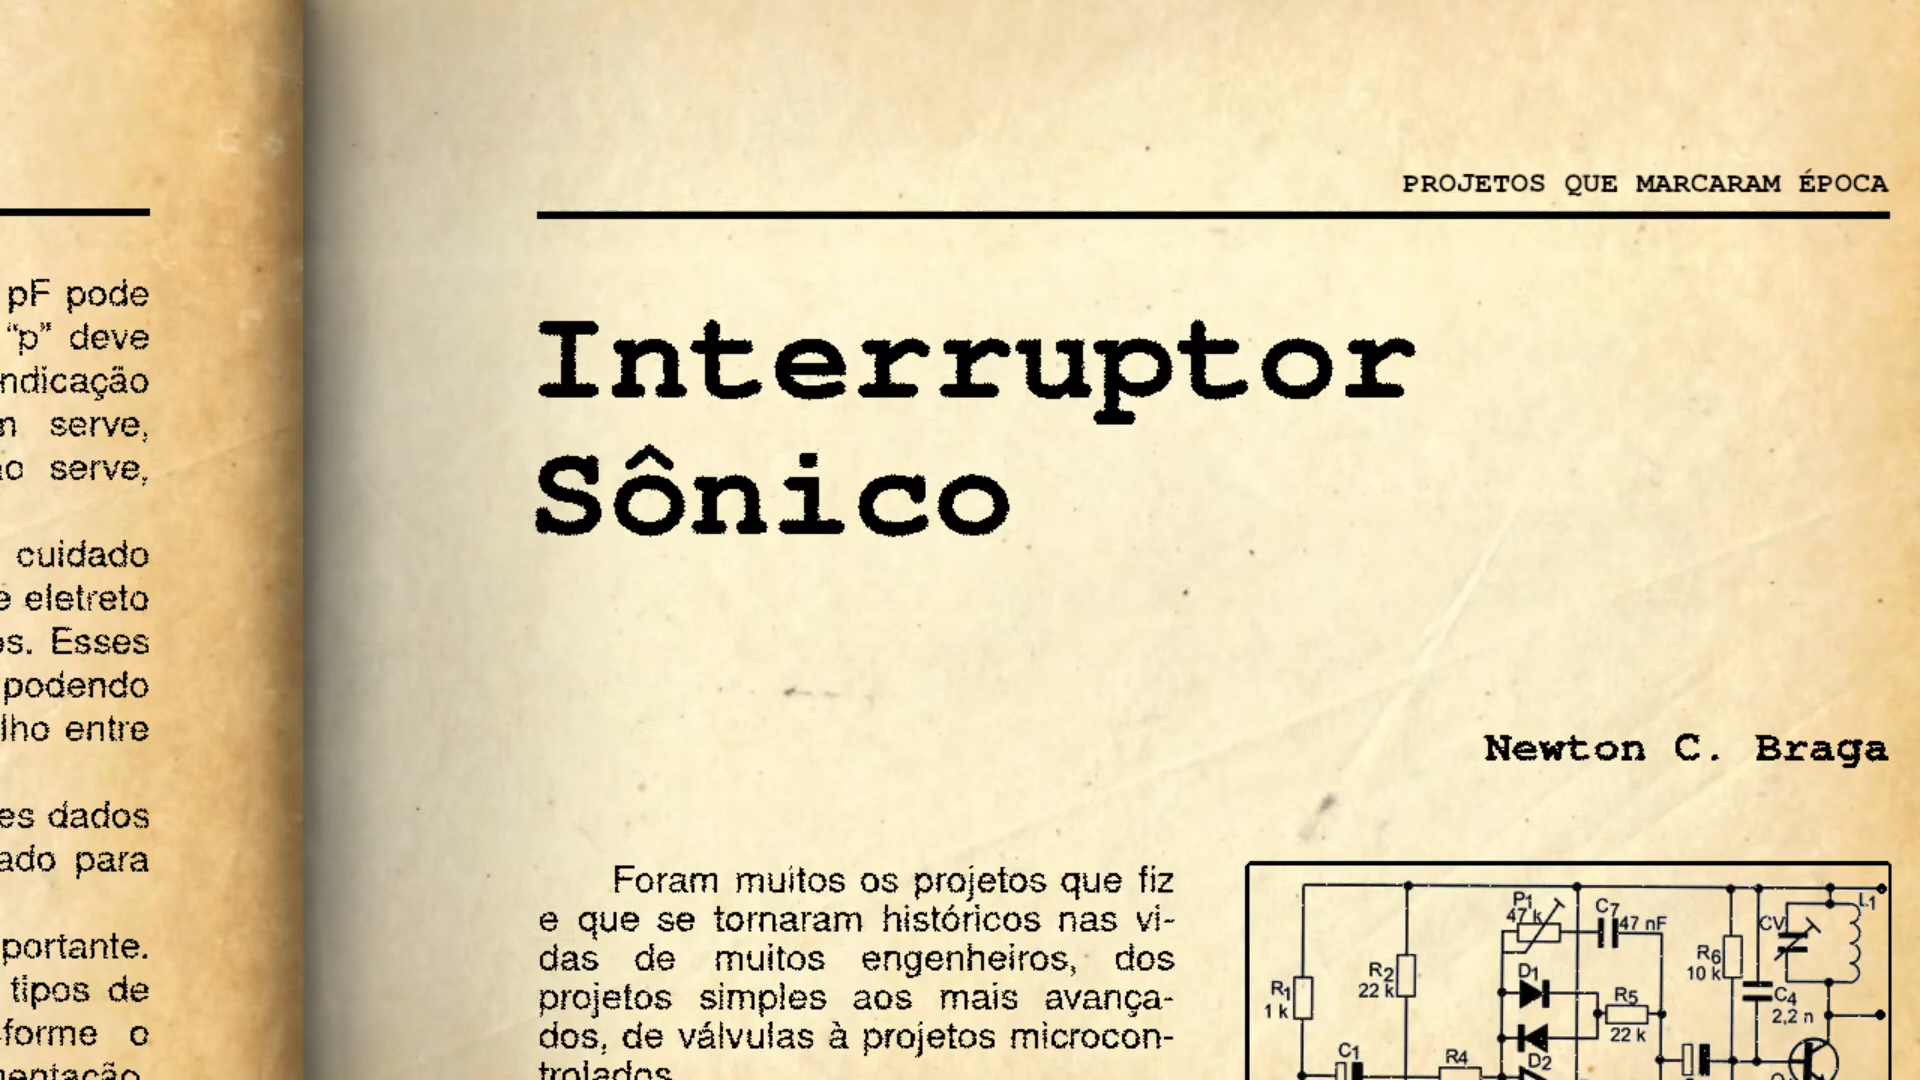 pF pode
“p” deve
ndicação
serve,
serve,
cuidado
eletreto
Esses
podendo
entre
es dados
para
portante.
tipos de
forme o
PROJETOS QUE MARCARAM ÉPOCA
Interruptor
Sônico
Newton C. Braga
Foram muitos os projetos que fiz
e que se tornaram históricos nas vi-
das de muitos engenheiros, dos
projetos simples aos mais avança-
dos, de válvulas à projetos microcon-
trolados.
P1
47 k
C7
47 nF
L1
CV
R6
10 k
R2
22 k
D1
R1
1 k
R5
22 k
C4
2,2 n
C1
R4
D2